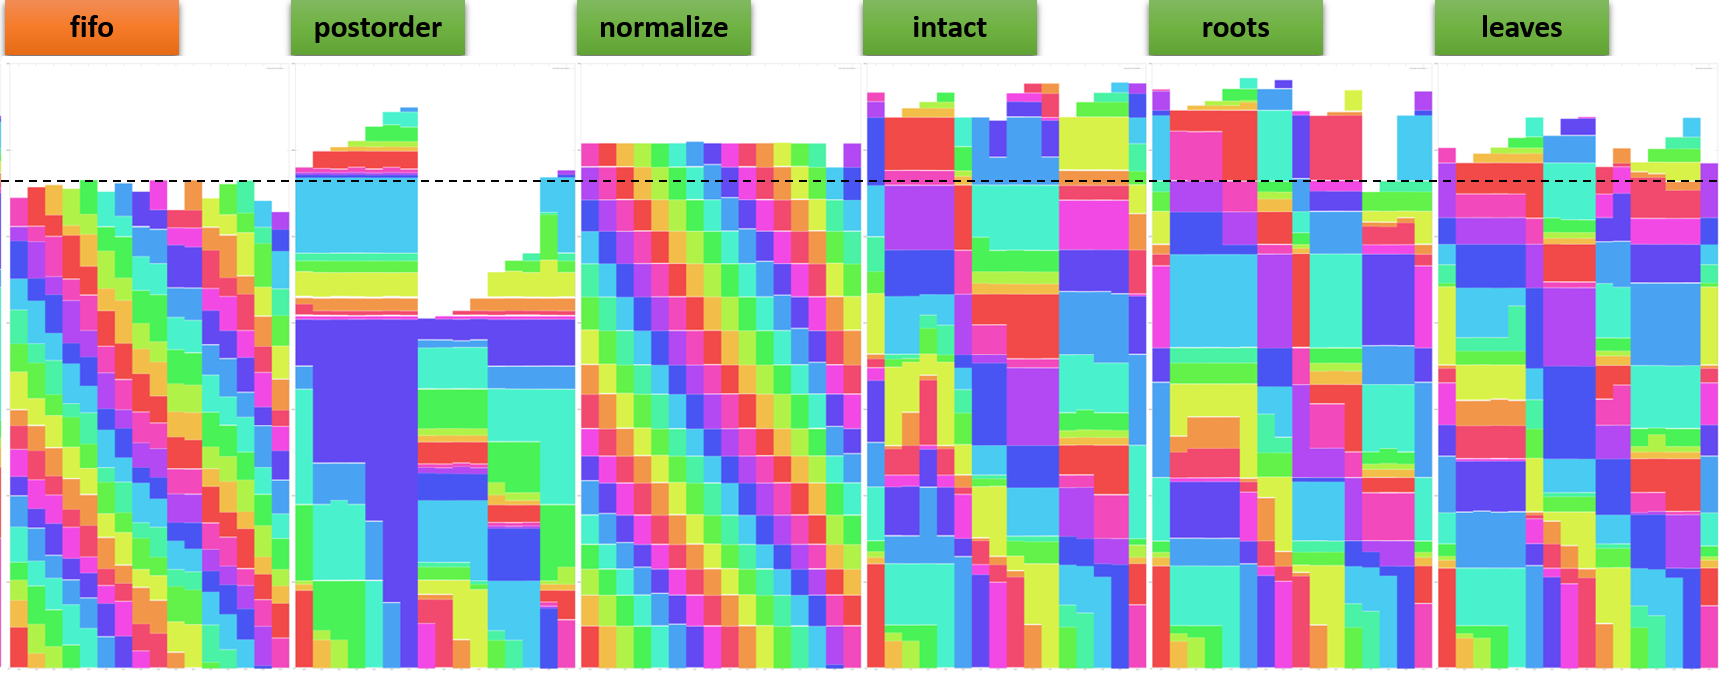 fifo
postorder
normalize
intact
roots
leaves